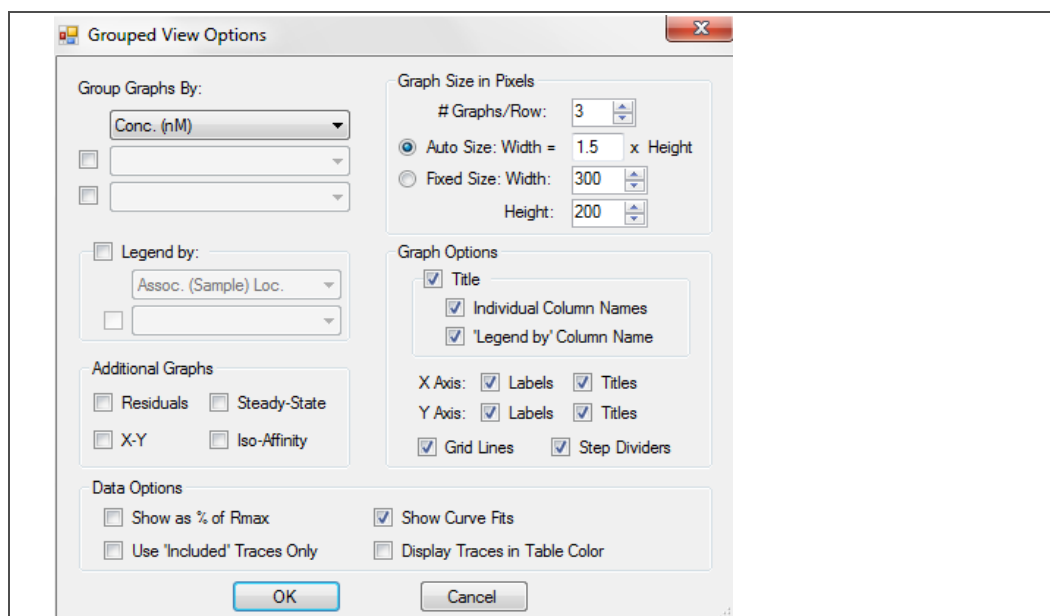 Grouped View Options
Group Graphs By:
Conc. (nM)
Legend by:
Assoc. (Sample) Loc.
Additional Graphs
Residuals Steady-State
X-Y Iso-Affinity
Graph Size in Pixels
# Graphs/Row: 3
Auto Size: Width = 1.5 x Height
Fixed Size: Width: 300
Height: 200
Graph Options
Title
Individual Column Names
'Legend by' Column Name
X Axis: Labels Titles
Y Axis: Labels Titles
Grid Lines Step Dividers
Data Options
Show as % of Rmax Show Curve Fits
Use 'Included' Traces Only Display Traces in Table Color
OK Cancel